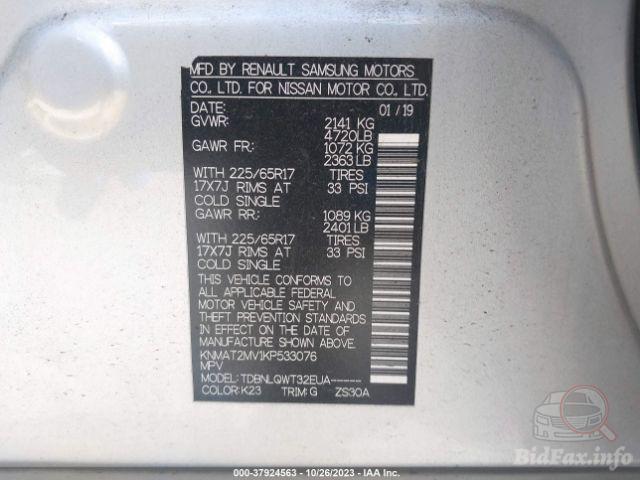 MFD BY RENAULT SAMSUNG MOTORS
CO., LTD. FOR NISSAN MOTOR CO., LTD.
DATE: 01 / 19
GVWR: 2141 KG
4720LB
GAWR FR: 1072 KG
2363 LB
WITH 225/65R17 TIRES
17X7J RIMS AT 33 PSI
COLD SINGLE
GAWR RR: 1089 KG
2401 LB
WITH 225/65R17 TIRES
17X7J RIMS AT 33 PSI
COLD SINGLE
THIS VEHICLE CONFORMS TO
ALL APPLICABLE FEDERAL
MOTOR VEHICLE SAFETY AND
THEFT PREVENTION STANDARDS
IN EFFECT ON THE DATE OF
MANUFACTURE SHOWN ABOVE.
KNMAT2MV1KP533076
MPV
MODEL: TDBNLQWT32EUA-----
COLOR: K23 TRIM: G ZS30A
BidFax.info
000-37924563 - 10/26/2023 - IAA Inc.